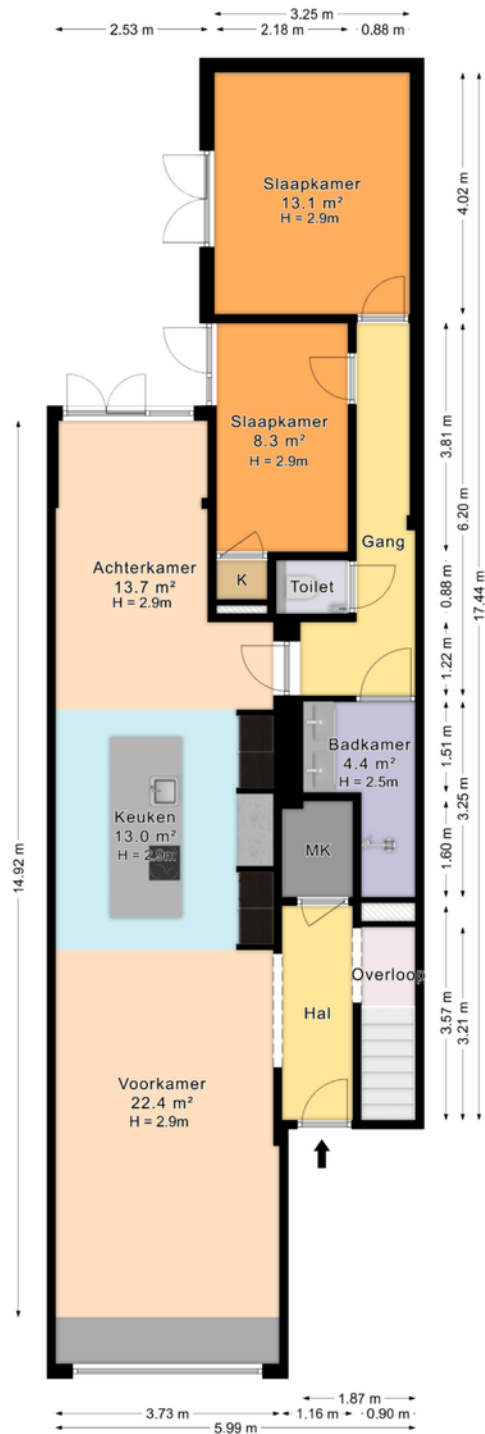 3.25 m
2.53 m
2.18 m
0.88 m
Slaapkamer
13.1 m²
H = 2.9m
4.02 m
Slaapkamer
8.3 m²
H = 2.9m
3.81 m
6.20 m
17.44 m
Gang
Achterkamer
13.7 m²
H = 2.9m
K
Toilet
0.88 m
1.22 m
Badkamer
4.4 m²
H = 2.5m
1.51 m
3.25 m
Keuken
13.0 m²
H = 2.9m
MK
1.60 m
14.92 m
Overloop
Hal
3.57 m
3.21 m
Voorkamer
22.4 m²
H = 2.9m
1.87 m
3.73 m
1.16 m
0.90 m
5.99 m